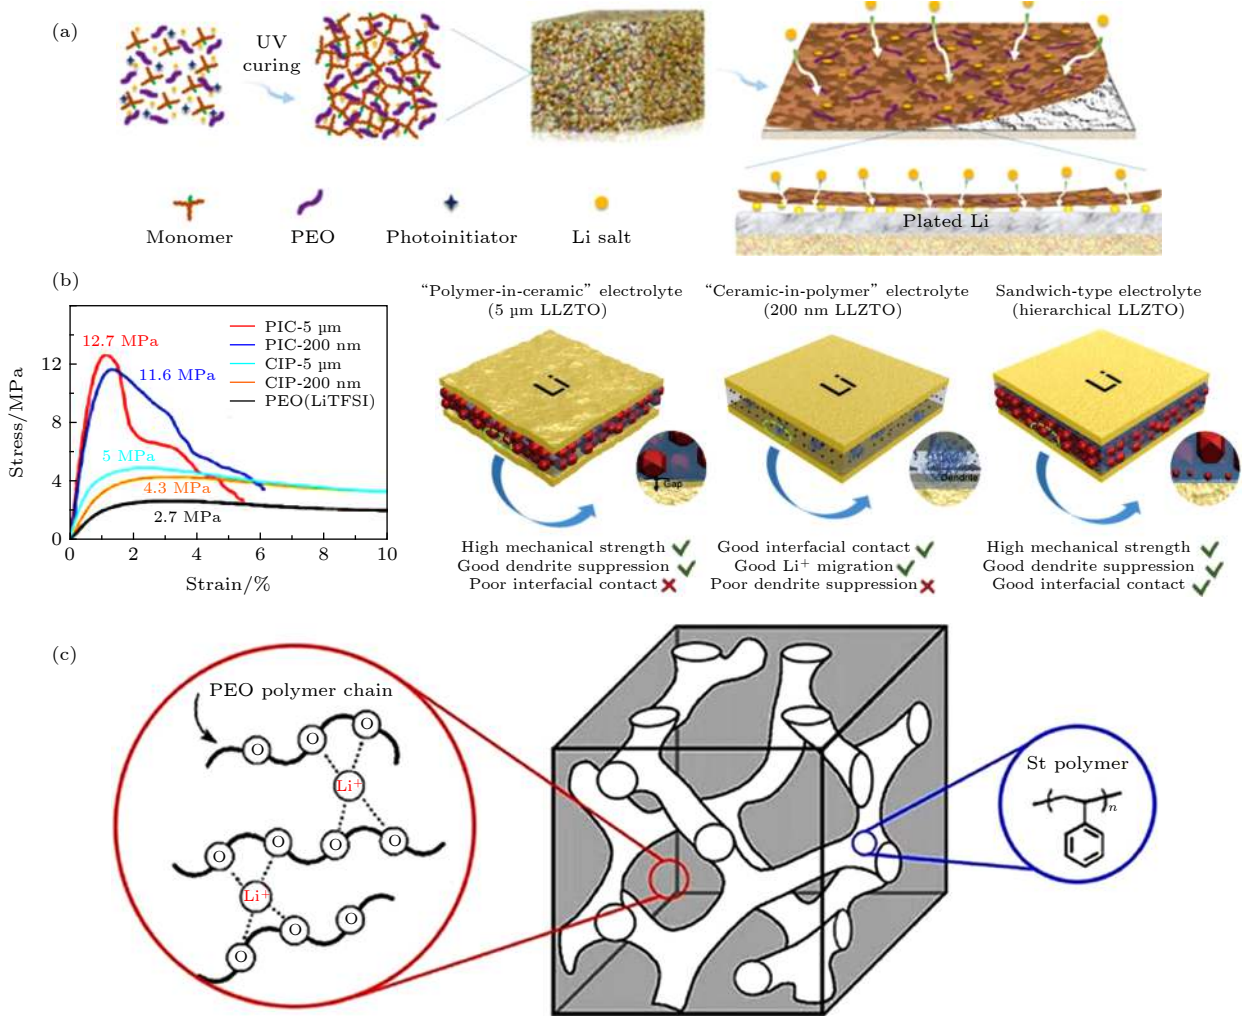 (a)
UV
curing
Monomer
PEO
Photoinitiator
Li salt
Plated Li
(b)
Stress/MPa
12
8
4
0
0
2
4
6
8
10
Strain/%
12.7 MPa
11.6 MPa
5 MPa
4.3 MPa
2.7 MPa
PIC-5 µm
PIC-200 nm
CIP-5 µm
CIP-200 nm
PEO(LiTFSI)
“Polymer-in-ceramic” electrolyte
(5 µm LLZTO)
Li
Gap
High mechanical strength
Good dendrite suppression
Poor interfacial contact
“Ceramic-in-polymer” electrolyte
(200 nm LLZTO)
Li
dendrite
Good interfacial contact
Good Li⁺ migration
Poor dendrite suppression
Sandwich-type electrolyte
(hierarchical LLZTO)
Li
High mechanical strength
Good dendrite suppression
Good interfacial contact
(c)
PEO polymer chain
O O O
Li⁺
O O O O
Li⁺
O O O
St polymer
n